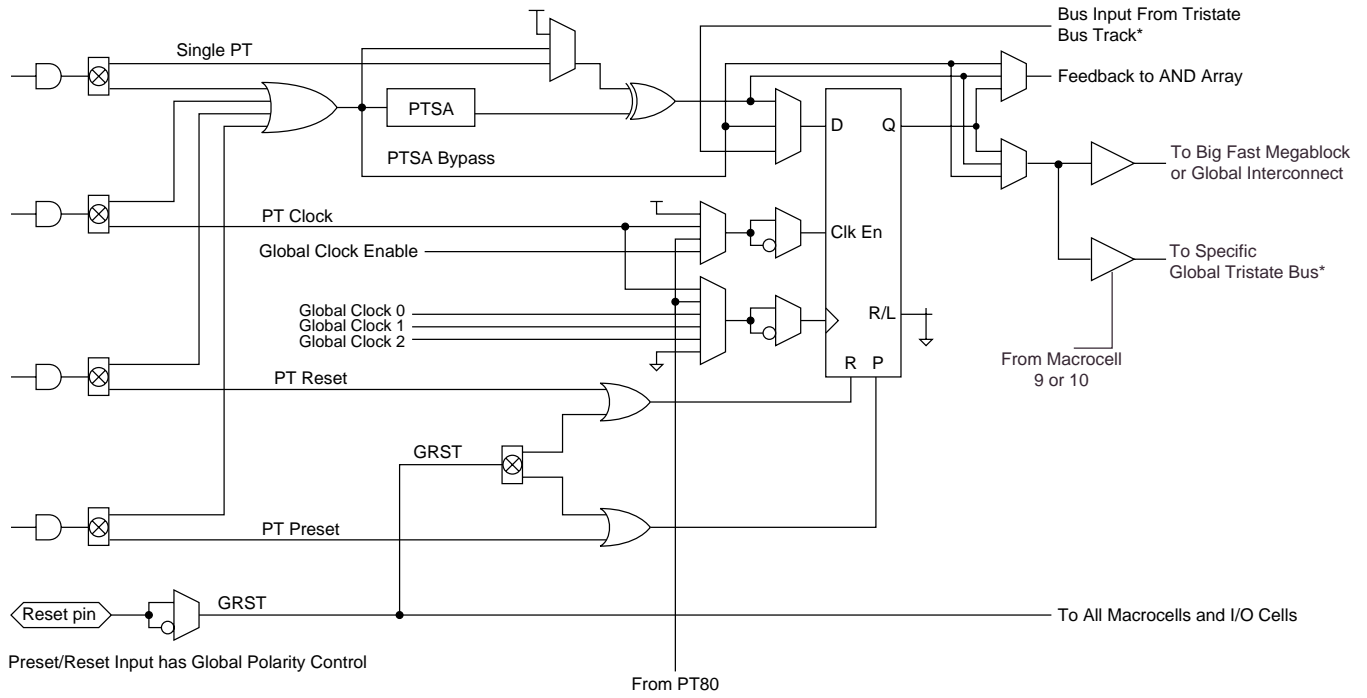 Bus Input From Tristate
Bus Track*
Single PT
Feedback to AND Array
PTSA
D
Q
PTSA Bypass
To Big Fast Megablock
or Global Interconnect
PT Clock
Clk En
Global Clock Enable
To Specific
Global Tristate Bus*
Global Clock 0
Global Clock 1
Global Clock 2
R/L
From Macrocell
9 or 10
R P
PT Reset
GRST
PT Preset
Reset pin
GRST
To All Macrocells and I/O Cells
Preset/Reset Input has Global Polarity Control
From PT80